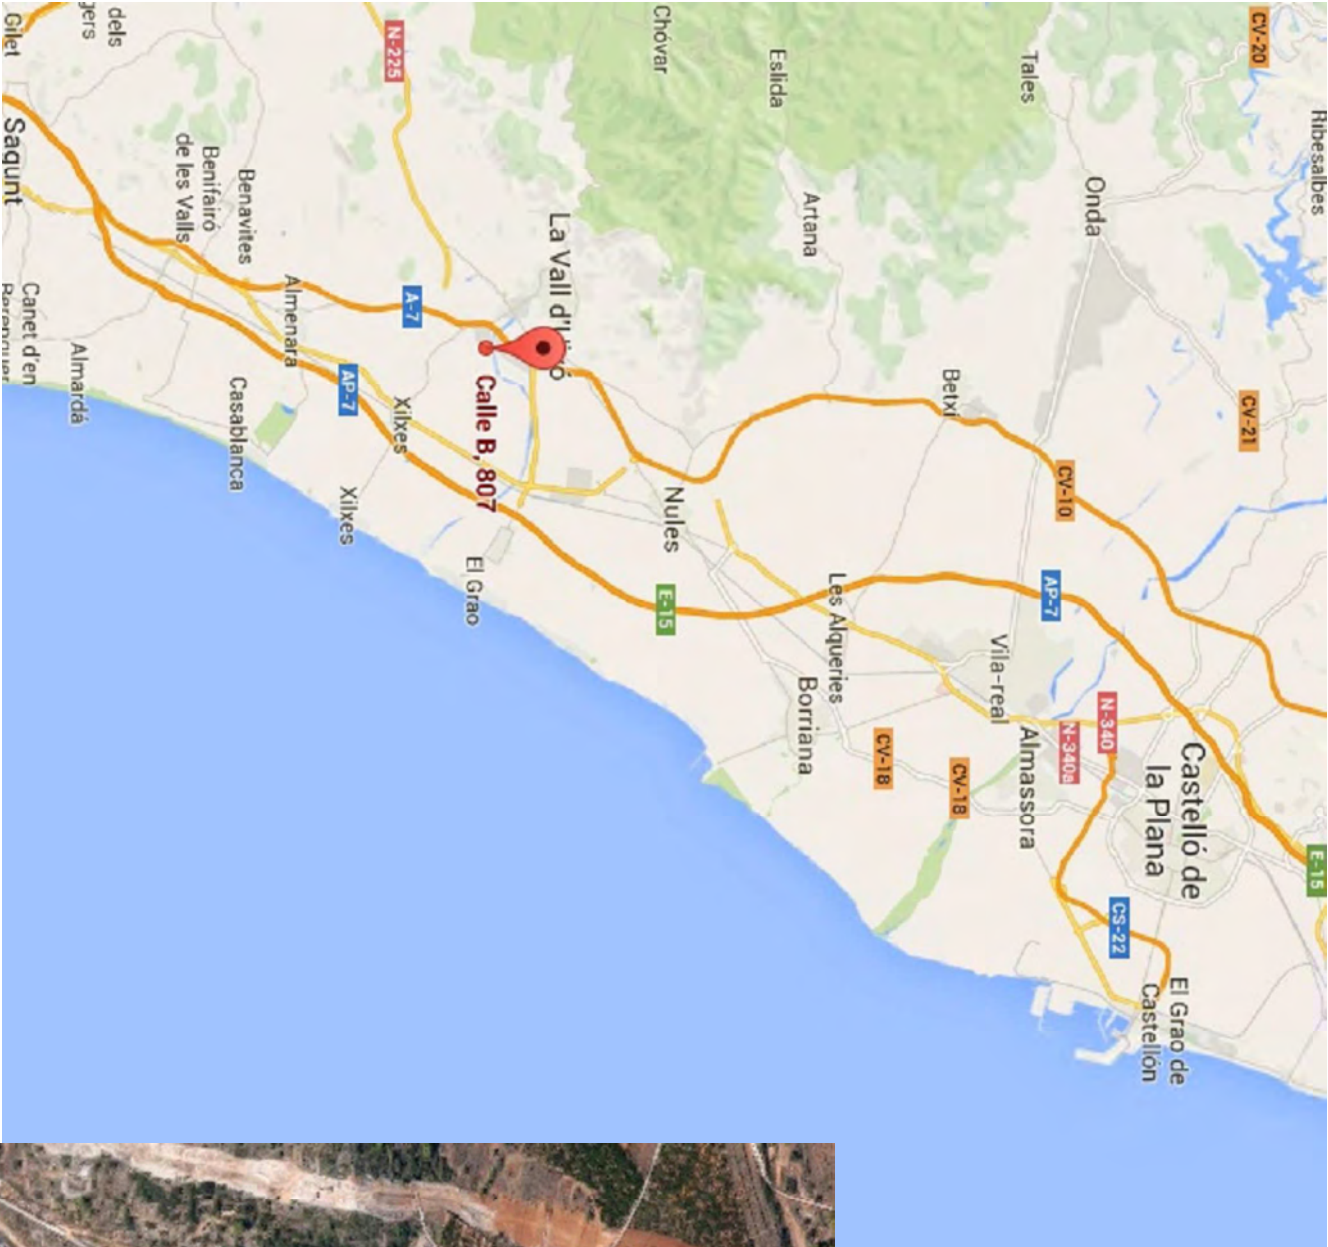 Gilet
dels
N-225
Chóvar
Eslida
Tales
CV-20
Ribesalbes
Sagunt
Benifairó
de les Valls
Benavites
La Vall d'Uixó
Artana
Onda
Canet d'en
Berenguer
Almardà
Almenara
A-7
AP-7
Casablanca
Xilxes
Xilxes
Calle B, 807
El Grao
Nules
E-15
Betxí
CV-10
CV-21
AP-7
Les Alqueries
Borriana
Vila-real
CV-18
CV-18
N-340
N-340a
Almassora
Castelló de
la Plana
E-15
CS-22
El Grao de
Castellón